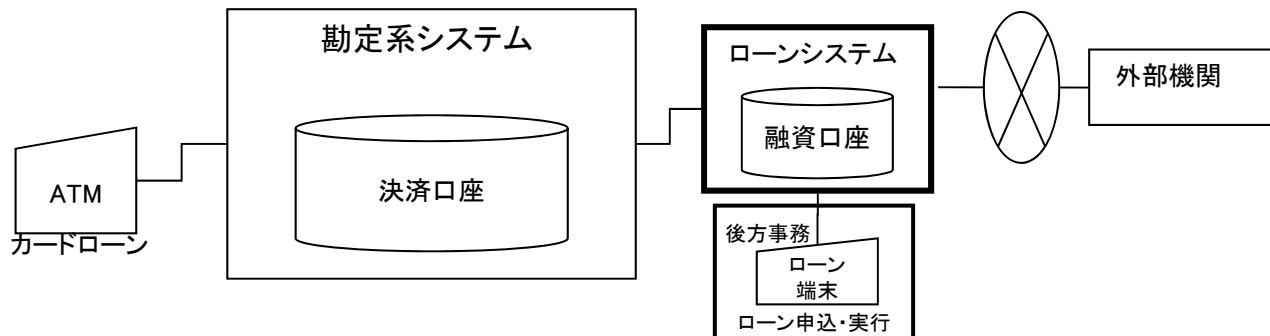 勘定系システム
ローンシステム
外部機関
融資口座
ATM
決済口座
カードローン
後方事務
ローン
端末
ローン申込・実行